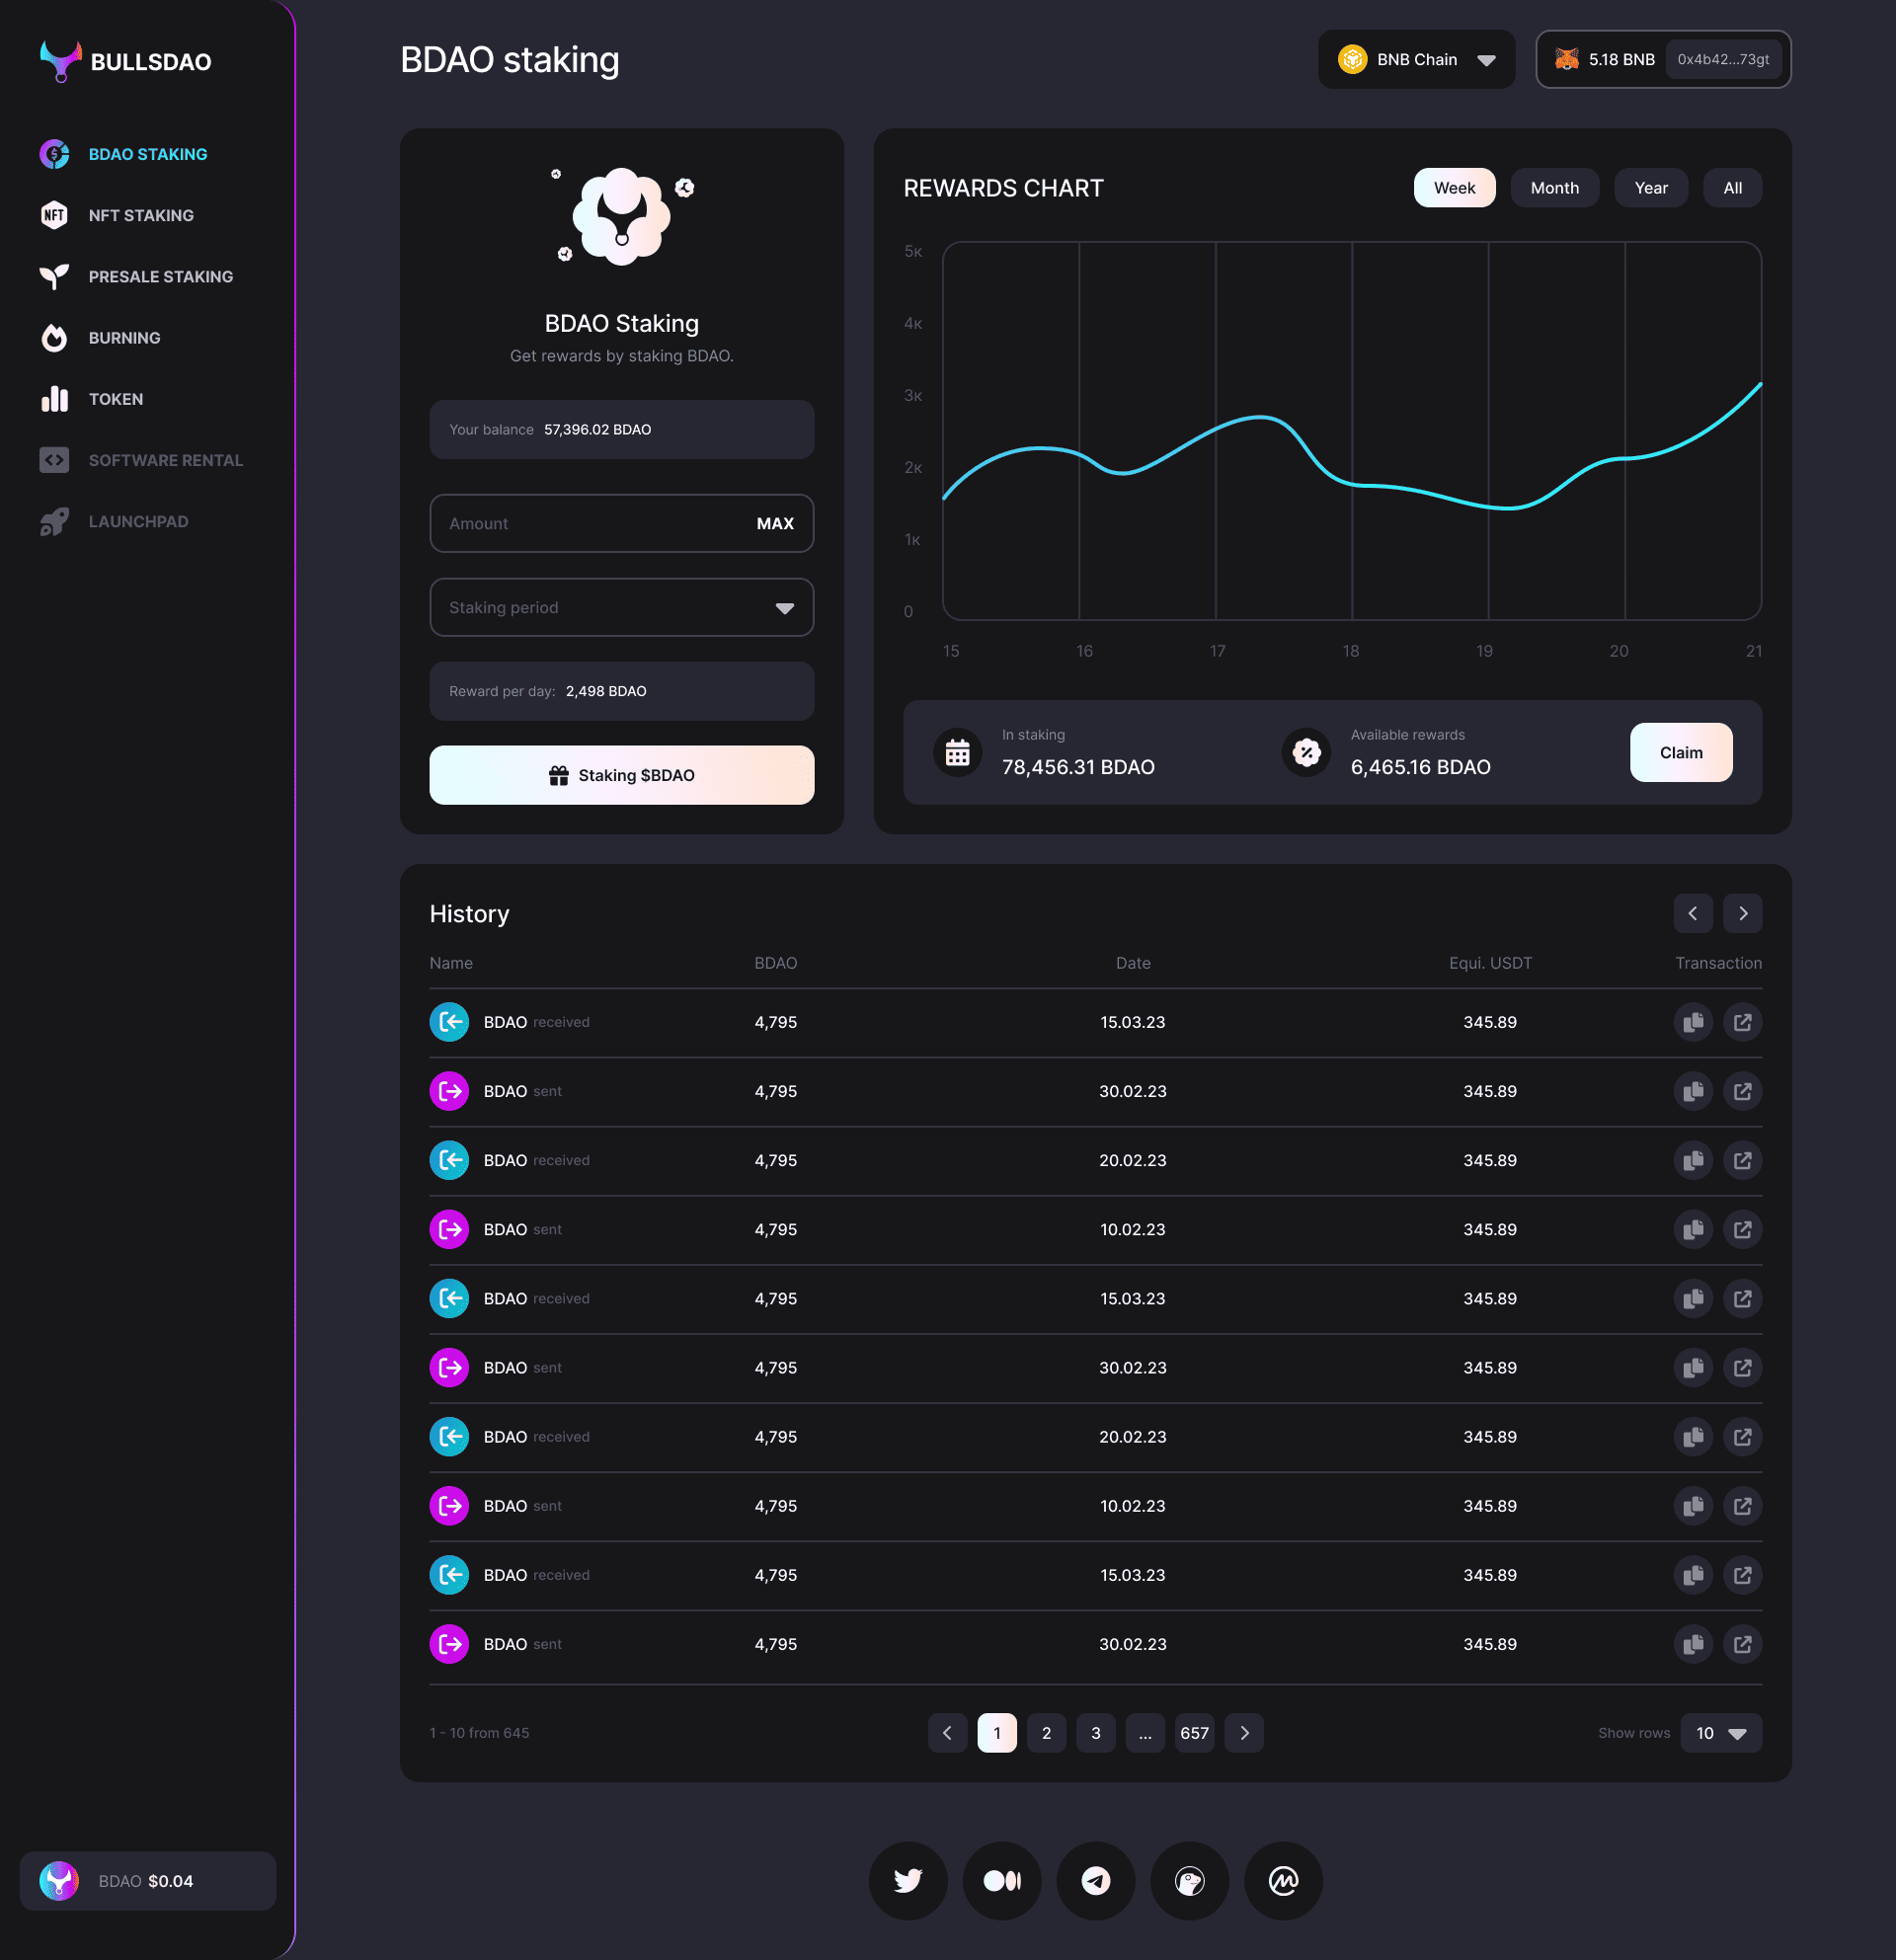 BULLSDAO
BDAO STAKING
NFT
NFT STAKING
PRESALE STAKING
BURNING
TOKEN
SOFTWARE RENTAL
LAUNCHPAD
BDAO $0.04
BDAO staking
BNB Chain
5.18 BNB 0x4b42...73gt
BDAO Staking
Get rewards by staking BDAO.
Your balance 57,396.02 BDAO
Amount MAX
Staking period
Reward per day: 2,498 BDAO
Staking $BDAO
REWARDS CHART
Week Month Year All
5к
4к
3к
2к
1к
0
15 16 17 18 19 20 21
In staking
78,456.31 BDAO
Available rewards
6,465.16 BDAO
Claim
History
Name BDAO Date Equi. USDT Transaction
BDAO received 4,795 15.03.23 345.89
BDAO sent 4,795 30.02.23 345.89
BDAO received 4,795 20.02.23 345.89
BDAO sent 4,795 10.02.23 345.89
BDAO received 4,795 15.03.23 345.89
BDAO sent 4,795 30.02.23 345.89
BDAO received 4,795 20.02.23 345.89
BDAO sent 4,795 10.02.23 345.89
BDAO received 4,795 15.03.23 345.89
BDAO sent 4,795 30.02.23 345.89
1 - 10 from 645
1 2 3 ... 657
Show rows 10